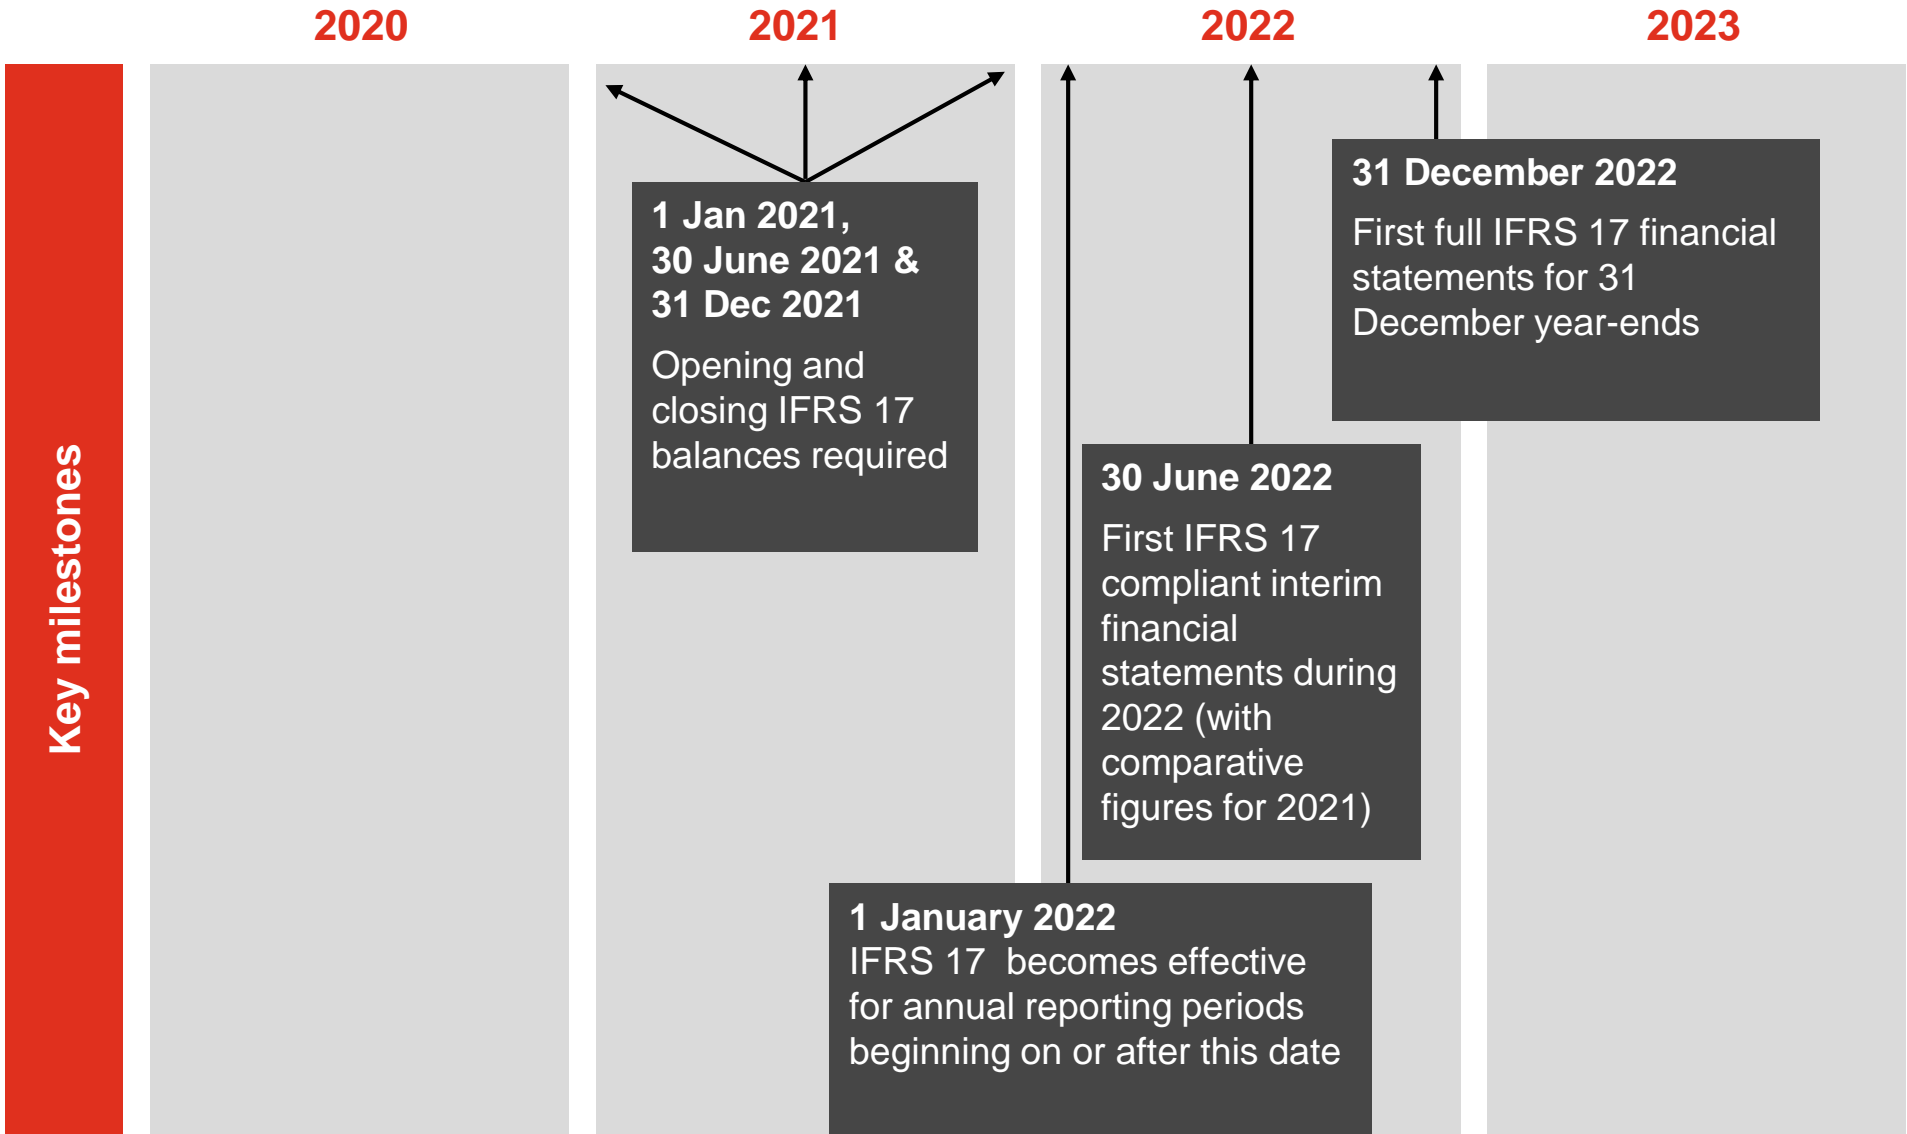 2020
2021
2022
2023
Key milestones
1 Jan 2021,
30 June 2021 &
31 Dec 2021
Opening and
closing IFRS 17
balances required
31 December 2022
First full IFRS 17 financial
statements for 31
December year-ends
30 June 2022
First IFRS 17
compliant interim
financial
statements during
2022 (with
comparative
figures for 2021)
1 January 2022
IFRS 17  becomes effective
for annual reporting periods
beginning on or after this date